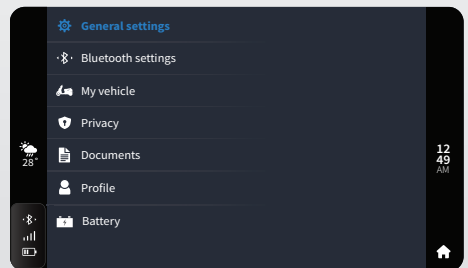 General settings
Bluetooth settings
My vehicle
Privacy
Documents
Profile
Battery
28°
12
49
AM